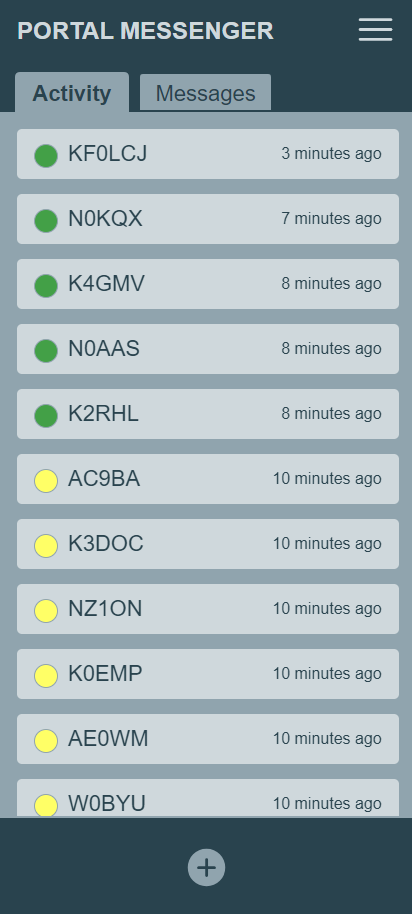 PORTAL MESSENGER
Activity Messages
KF0LCJ 3 minutes ago
N0KQX 7 minutes ago
K4GMV 8 minutes ago
N0AAS 8 minutes ago
K2RHL 8 minutes ago
AC9BA 10 minutes ago
K3DOC 10 minutes ago
NZ1ON 10 minutes ago
K0EMP 10 minutes ago
AE0WM 10 minutes ago
W0BYU 10 minutes ago